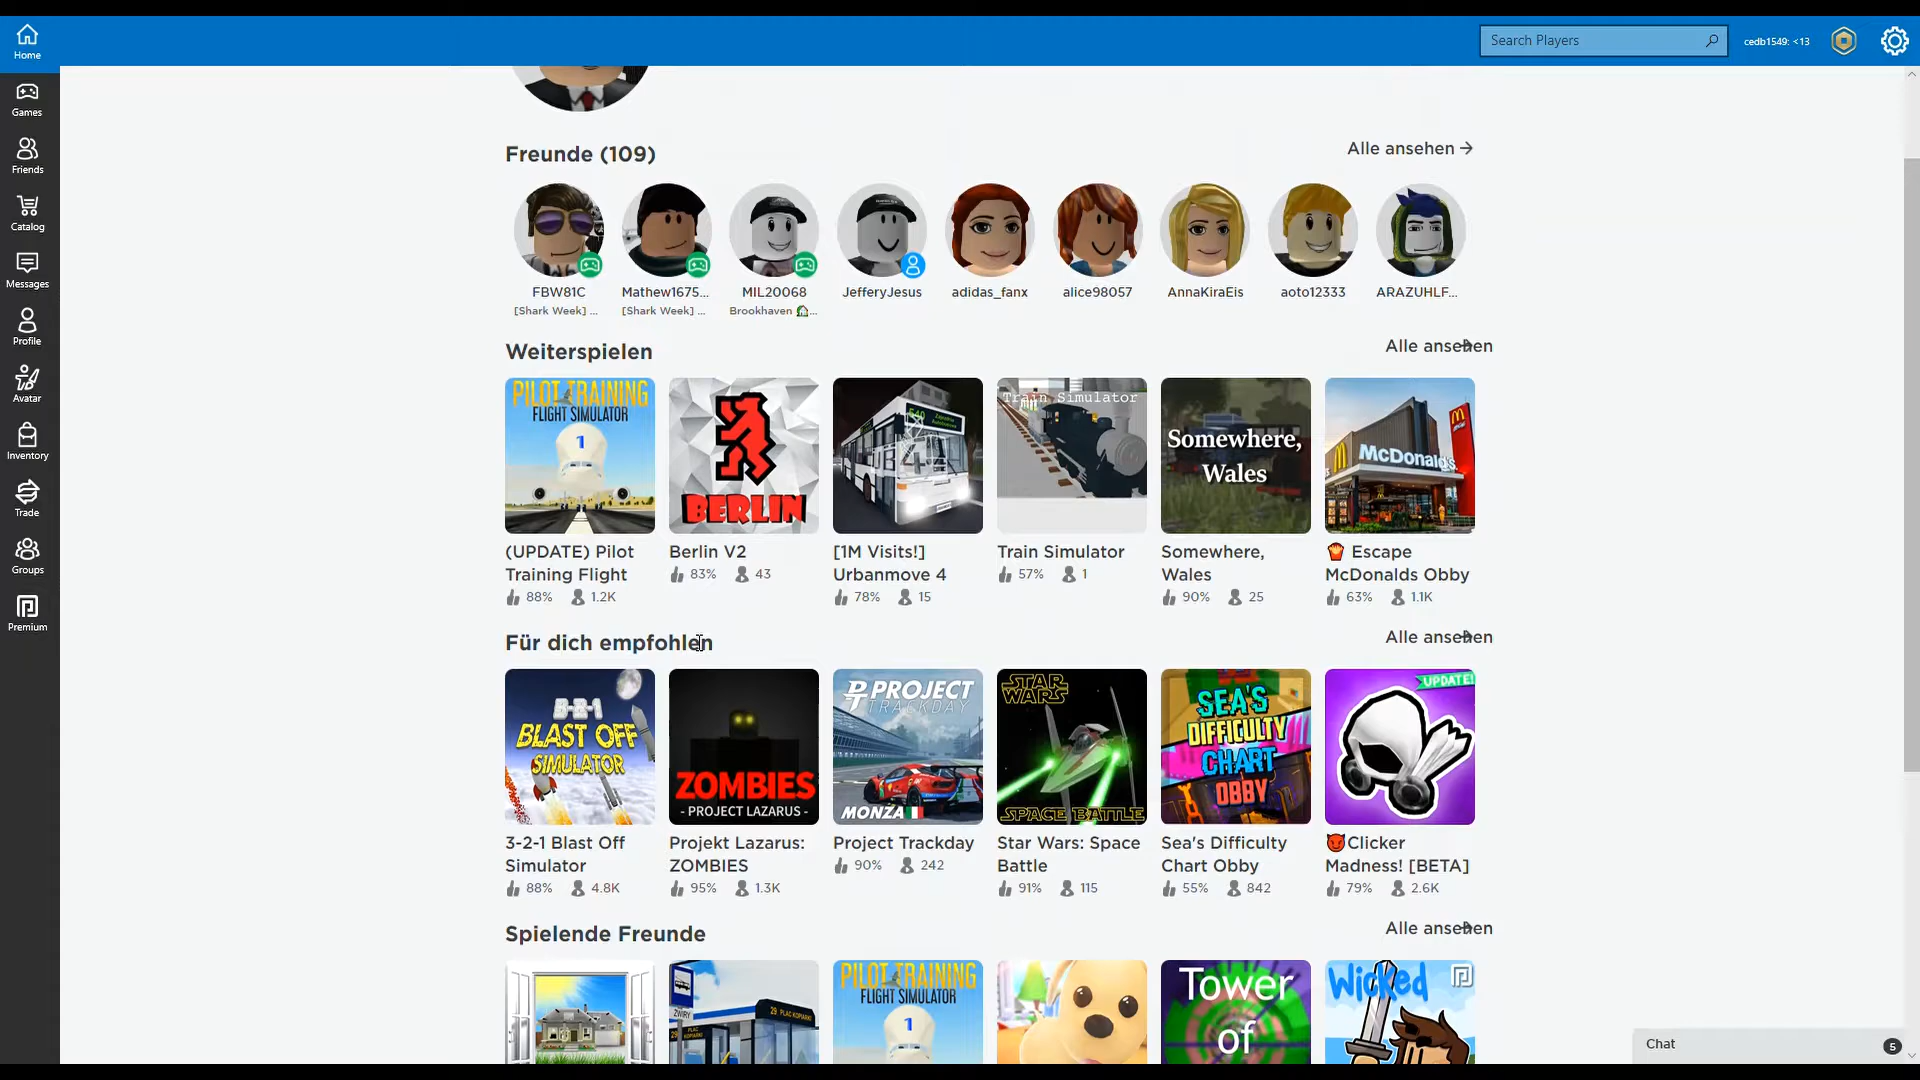 Home
Search Players
cedb1549: <13
Games
Friends
Catalog
Messages
Profile
Avatar
Inventory
Trade
Groups
Premium
Freunde (109)
Alle ansehen
FBW81C
Mathew1675...
MIL20068
JefferyJesus
adidas_fanx
alice98057
AnnaKiraEis
aoto12333
ARAZUHLF...
[Shark Week] ...
[Shark Week] ...
Brookhaven 🏡...
Weiterspielen
Alle ansehen
PILOT TRAINING
FLIGHT SIMULATOR
1
BERLIN
Train Simulator
Somewhere,
Wales
McDonald's
(UPDATE) Pilot
Training Flight
88% 1.2K
Berlin V2
83% 43
[1M Visits!]
Urbanmove 4
78% 15
Train Simulator
57% 1
Somewhere,
Wales
90% 25
🍟 Escape
McDonalds Obby
63% 1.1K
Für dich empfohlen
Alle ansehen
3-2-1
BLAST OFF
SIMULATOR
ZOMBIES
- PROJECT LAZARUS -
PROJECT
TRACKDAY
MONZA
STAR
WARS
SPACE BATTLE
SEA'S
DIFFICULTY
CHART
OBBY
UPDATE!
3-2-1 Blast Off
Simulator
88% 4.8K
Projekt Lazarus:
ZOMBIES
95% 1.3K
Project Trackday
90% 242
Star Wars: Space
Battle
91% 115
Sea's Difficulty
Chart Obby
55% 842
😈Clicker
Madness! [BETA]
79% 2.6K
Spielende Freunde
Alle ansehen
ZWIRY
29 PLAC KOPIARKI
PILOT TRAINING
FLIGHT SIMULATOR
1
Tower
of
Wicked
Chat
5